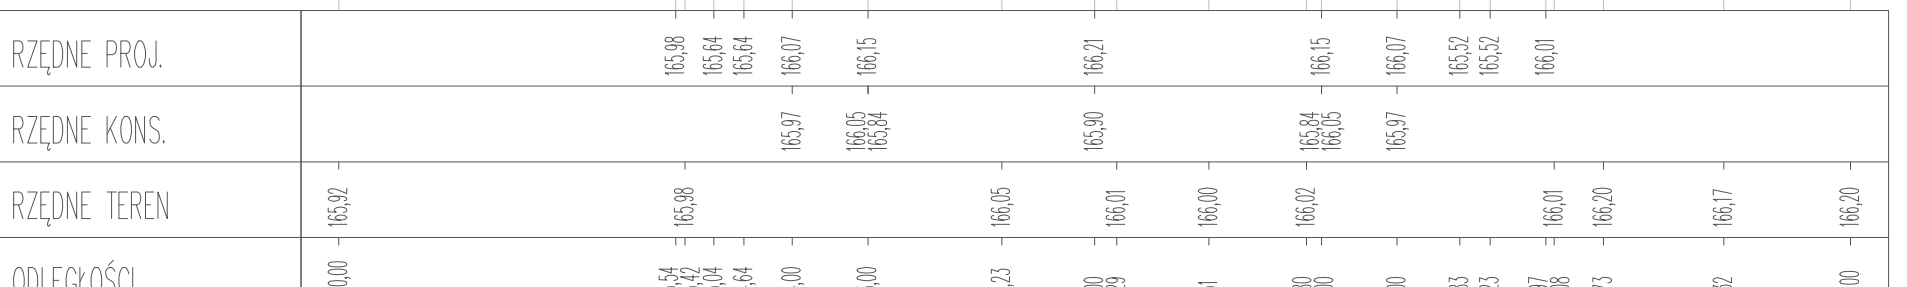 RZĘDNE PROJ. 165,98 165,64 165,64 166,07 166,15 166,21 166,15 166,07 165,52 165,52 166,01
RZĘDNE KONS. 165,97 166,05 165,84 165,90 165,84 166,05 165,97
RZĘDNE TEREN 165,92 165,98 166,05 166,01 166,00 166,02 166,01 166,20 166,17 166,20
ODLEGŁOŚCI